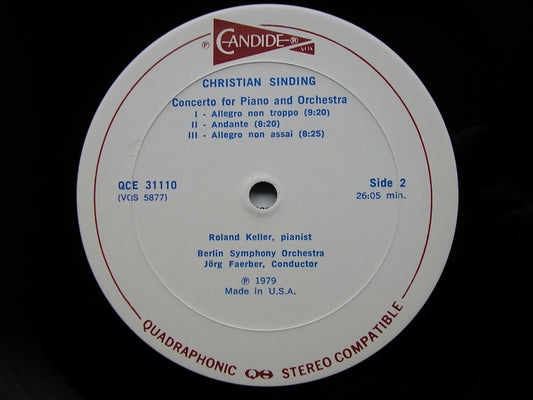 ℗ CANDIDE ® VOX
CHRISTIAN SINDING
Concerto for Piano and Orchestra
I - Allegro non troppo (9:20)
II - Andante (8:20)
III - Allegro non assai (8:25)
QCE 31110
(VQS 5877)
Side 2
26:05 min.
Roland Keller, pianist
Berlin Symphony Orchestra
Jörg Faerber, Conductor
℗ 1979
Made in U.S.A.
QUADRAPHONIC QS STEREO COMPATIBLE